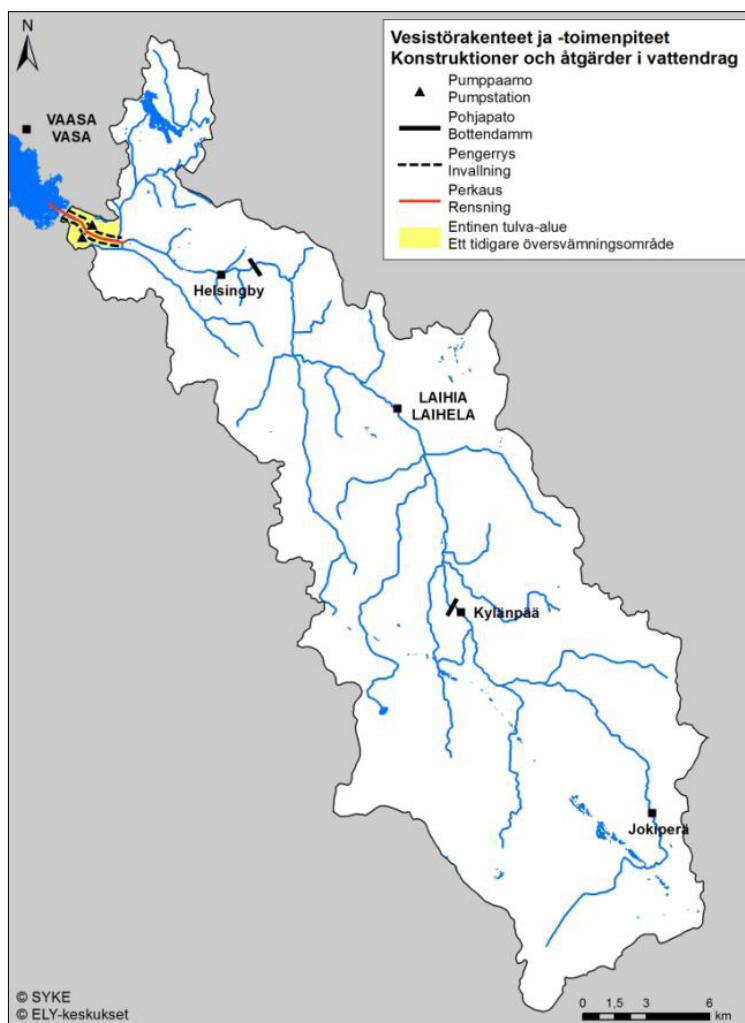 N
VAASA
VASA
Vesistörakenteet ja -toimenpiteet
Konstruktioner och åtgärder i vattendrag
Pumppaamo
Pumpstation
Pohjapato
Bottendamm
Pengerrys
Invallning
Perkaus
Rensning
Entinen tulva-alue
Ett tidigare översvämningsområde
Helsingby
LAIHIA
LAIHELA
Kylänpää
Jokiperä
© SYKE
© ELY-keskukset
0 1,5 3 6
km